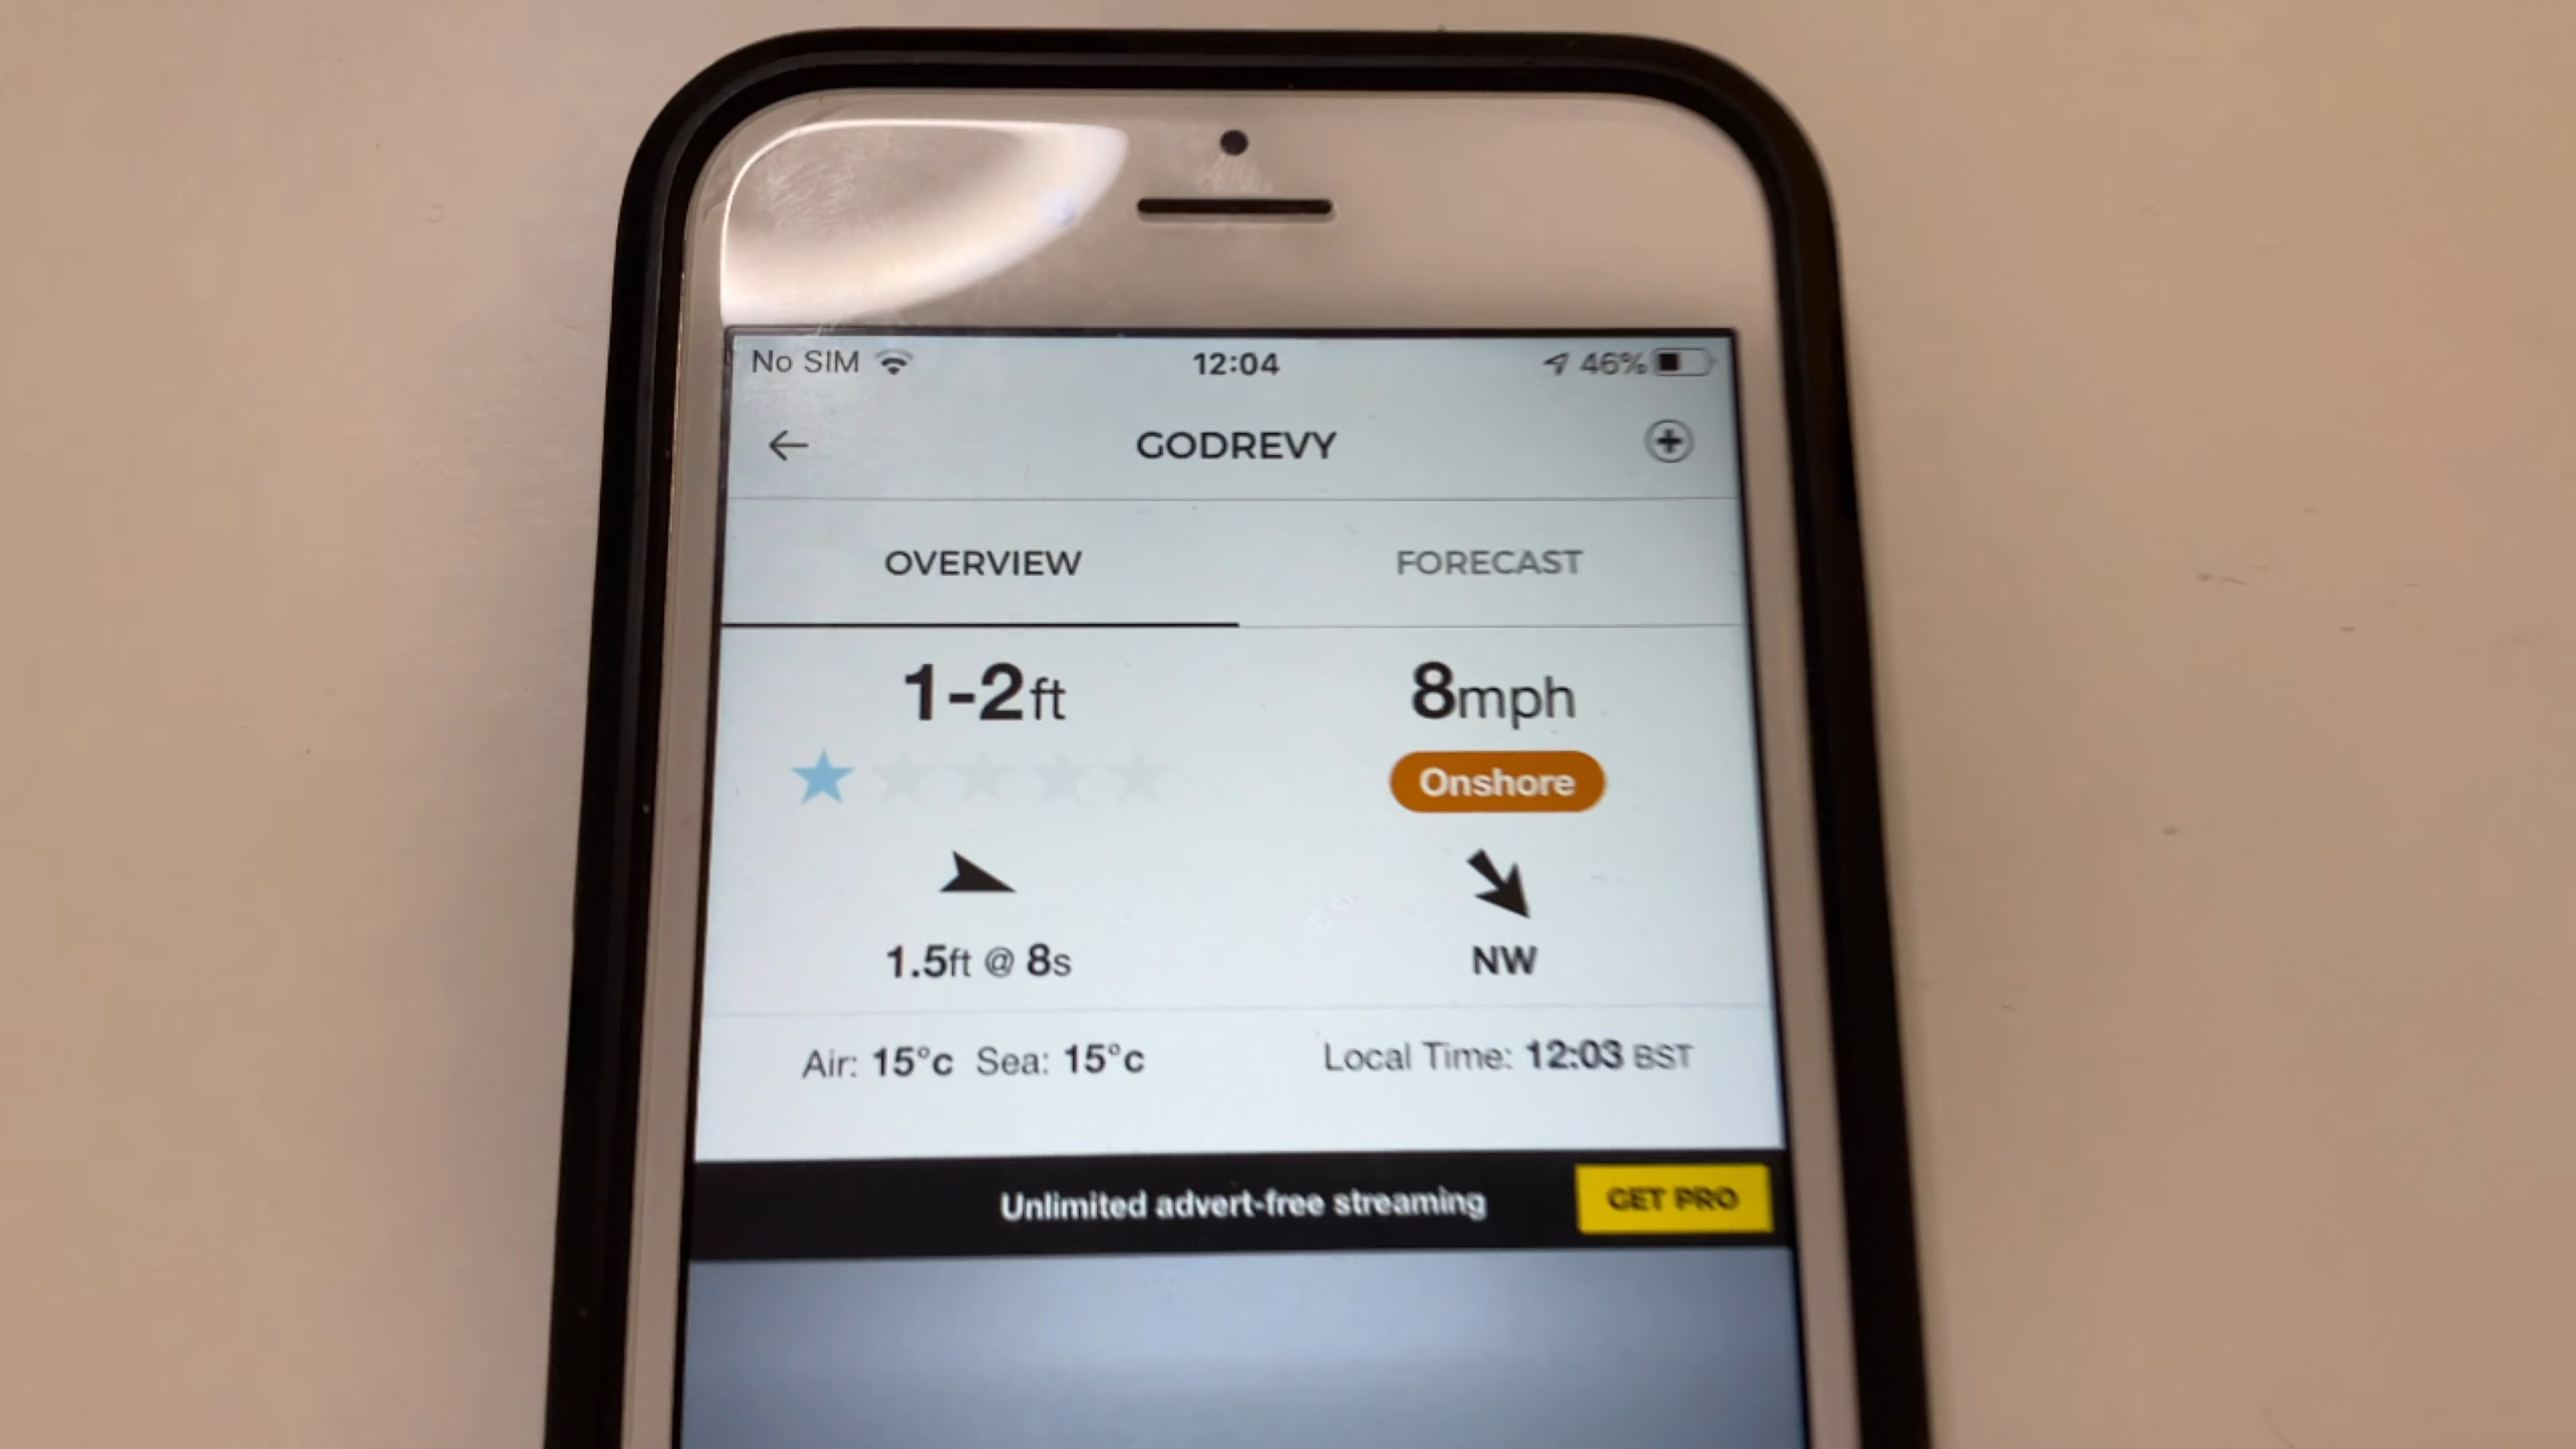 No SIM 12:04 46%
GODREVY
OVERVIEW FORECAST
1-2ft 8mph
Onshore
1.5ft @ 8s NW
Air: 15°c Sea: 15°c Local Time: 12:03 BST
Unlimited advert-free streaming GET PRO